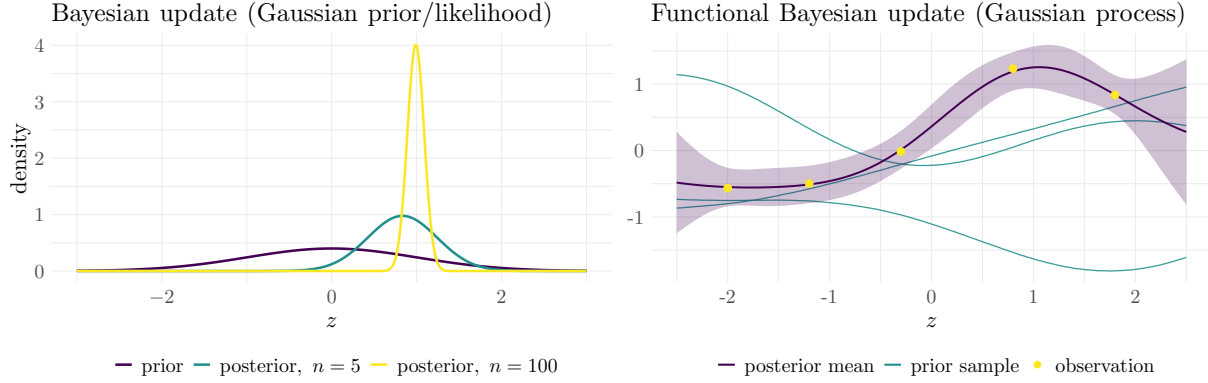 Bayesian update (Gaussian prior/likelihood)
4
3
2
1
0
density
−2
0
2
z
prior
posterior, n = 5
posterior, n = 100
Functional Bayesian update (Gaussian process)
1
0
-1
-2
-1
0
1
2
z
posterior mean
prior sample
observation